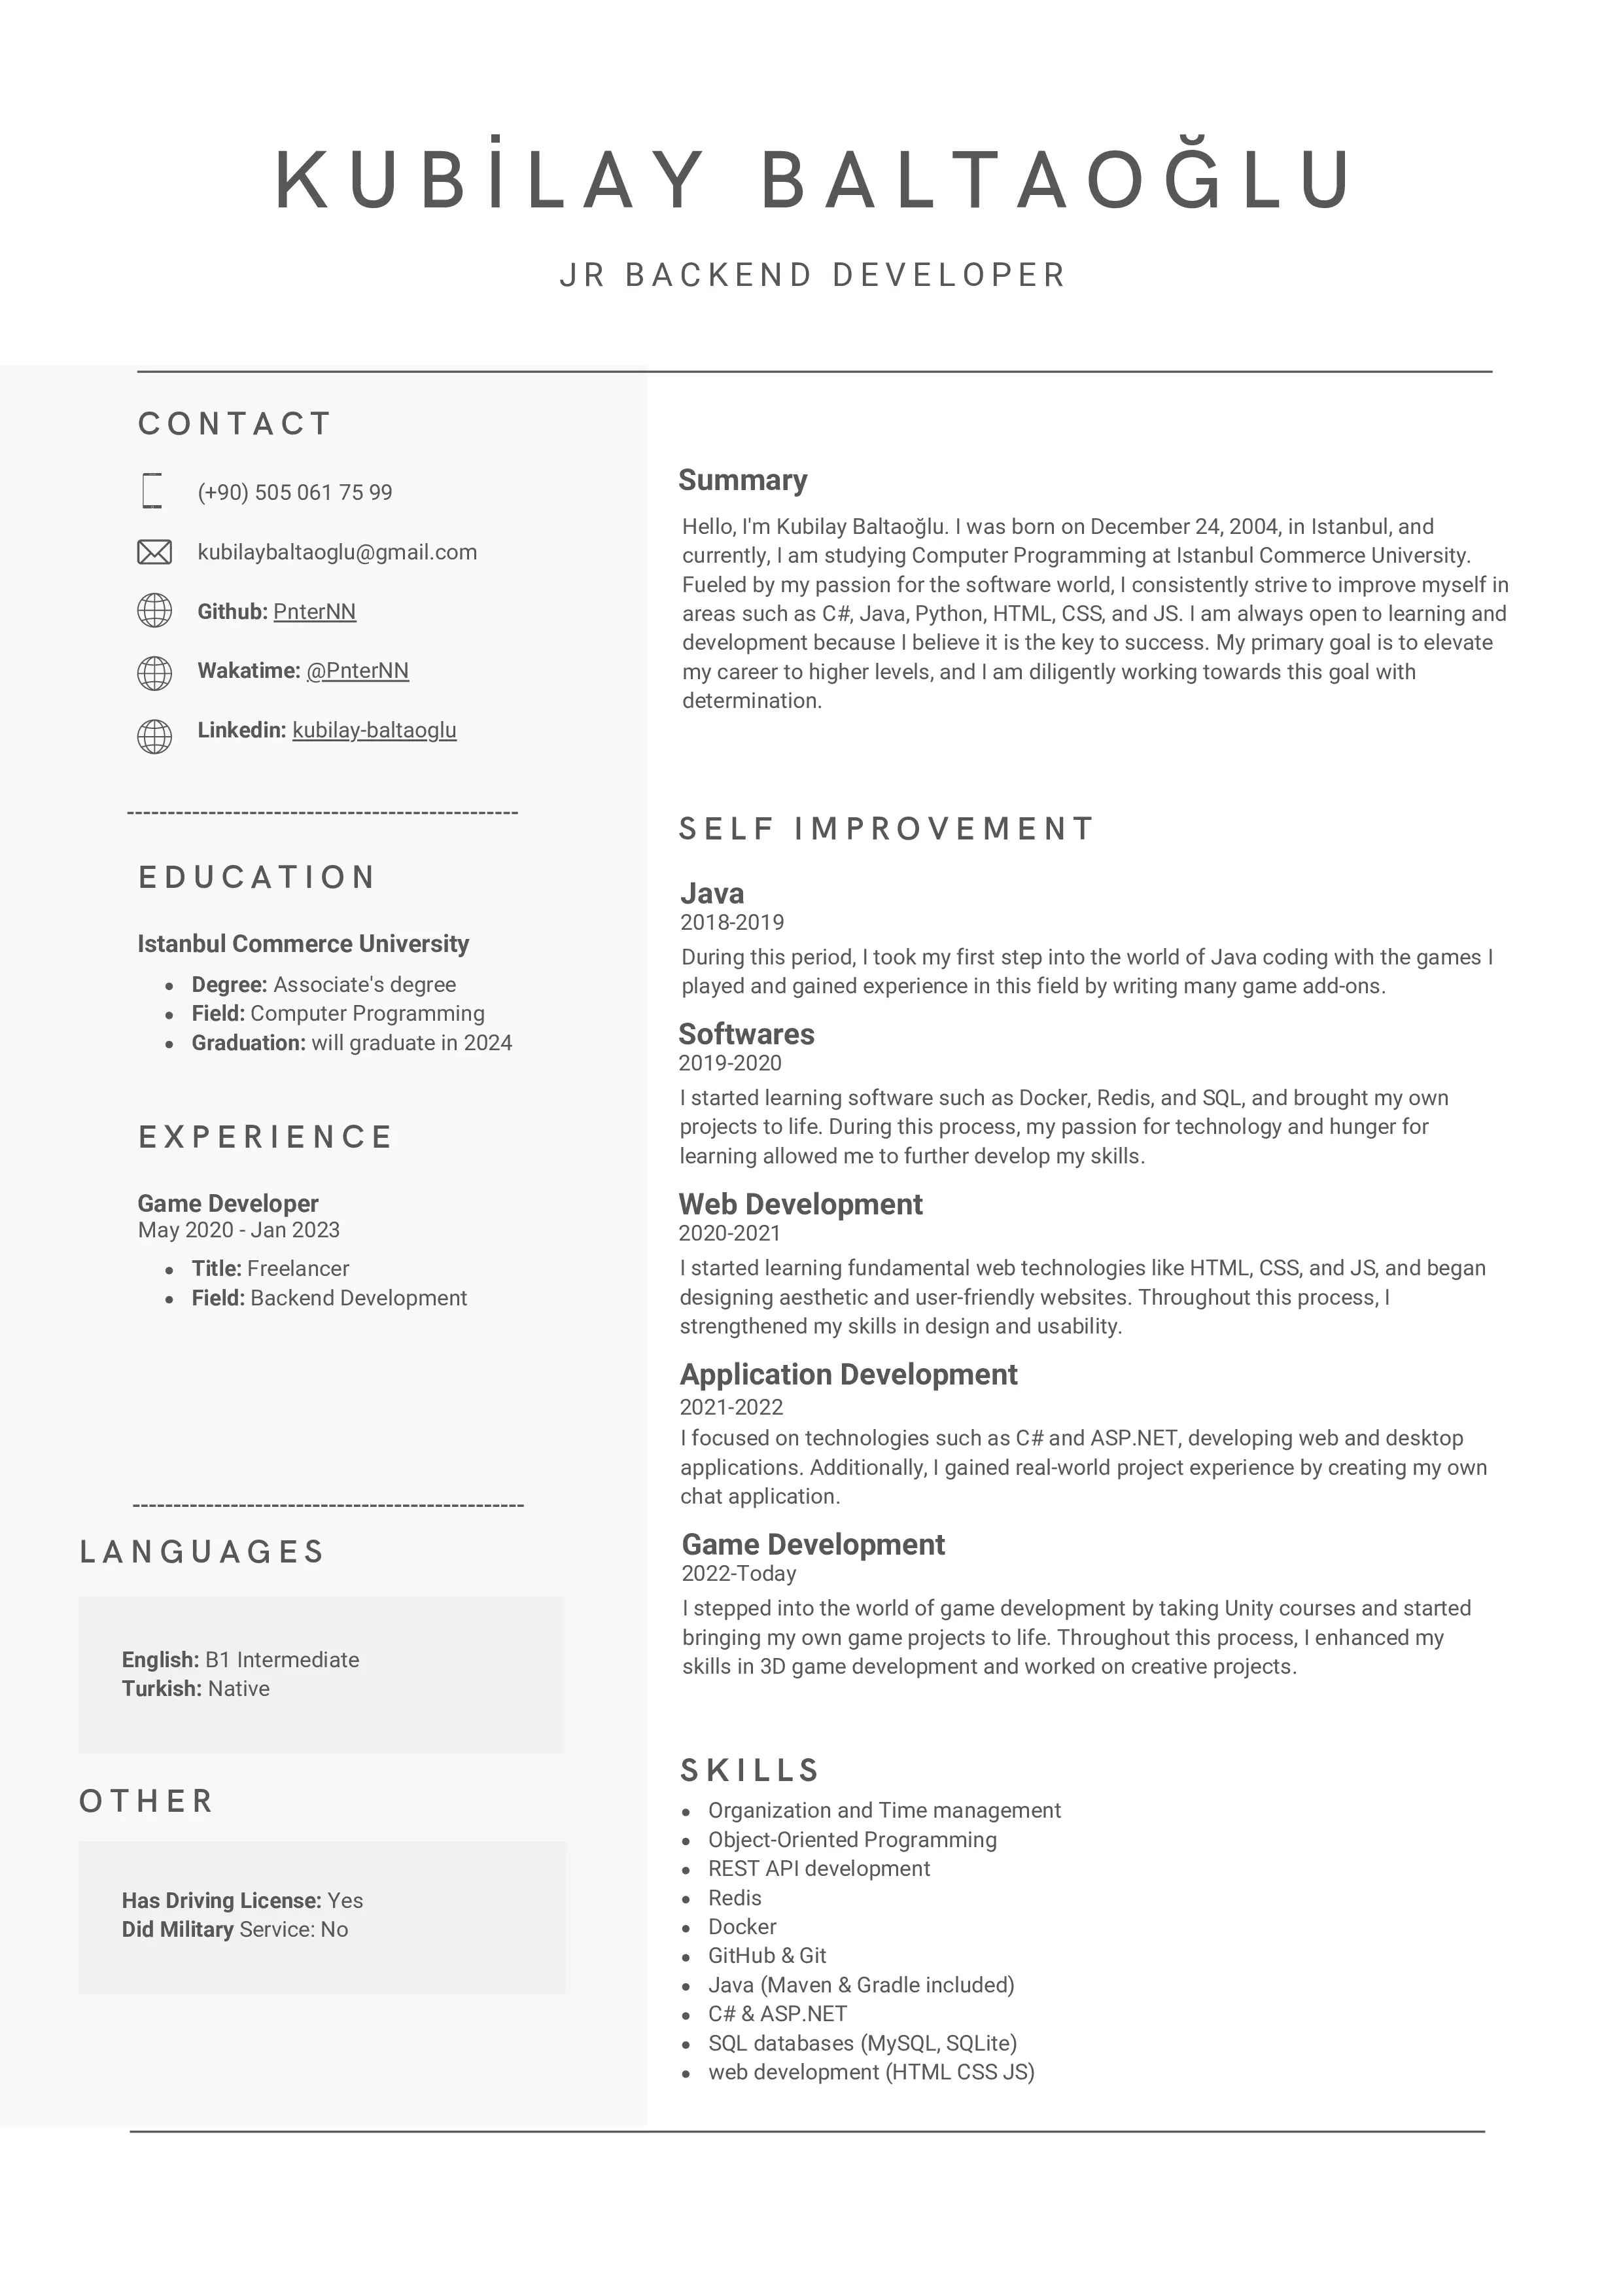 KUBİLAY BALTAOĞLU
JR BACKEND DEVELOPER
CONTACT
(+90) 505 061 75 99
kubilaybaltaoglu@gmail.com
Github: PnterNN
Wakatime: @PnterNN
Linkedin: kubilay-baltaoglu
------------------------------------------------
EDUCATION
Istanbul Commerce University
• Degree: Associate's degree
• Field: Computer Programming
• Graduation: will graduate in 2024
EXPERIENCE
Game Developer
May 2020 - Jan 2023
• Title: Freelancer
• Field: Backend Development
------------------------------------------------
LANGUAGES
English: B1 Intermediate
Turkish: Native
OTHER
Has Driving License: Yes
Did Military Service: No
Summary
Hello, I'm Kubilay Baltaoğlu. I was born on December 24, 2004, in Istanbul, and
currently, I am studying Computer Programming at Istanbul Commerce University.
Fueled by my passion for the software world, I consistently strive to improve myself in
areas such as C#, Java, Python, HTML, CSS, and JS. I am always open to learning and
development because I believe it is the key to success. My primary goal is to elevate
my career to higher levels, and I am diligently working towards this goal with
determination.
SELF IMPROVEMENT
Java
2018-2019
During this period, I took my first step into the world of Java coding with the games I
played and gained experience in this field by writing many game add-ons.
Softwares
2019-2020
I started learning software such as Docker, Redis, and SQL, and brought my own
projects to life. During this process, my passion for technology and hunger for
learning allowed me to further develop my skills.
Web Development
2020-2021
I started learning fundamental web technologies like HTML, CSS, and JS, and began
designing aesthetic and user-friendly websites. Throughout this process, I
strengthened my skills in design and usability.
Application Development
2021-2022
I focused on technologies such as C# and ASP.NET, developing web and desktop
applications. Additionally, I gained real-world project experience by creating my own
chat application.
Game Development
2022-Today
I stepped into the world of game development by taking Unity courses and started
bringing my own game projects to life. Throughout this process, I enhanced my
skills in 3D game development and worked on creative projects.
SKILLS
• Organization and Time management
• Object-Oriented Programming
• REST API development
• Redis
• Docker
• GitHub & Git
• Java (Maven & Gradle included)
• C# & ASP.NET
• SQL databases (MySQL, SQLite)
• web development (HTML CSS JS)